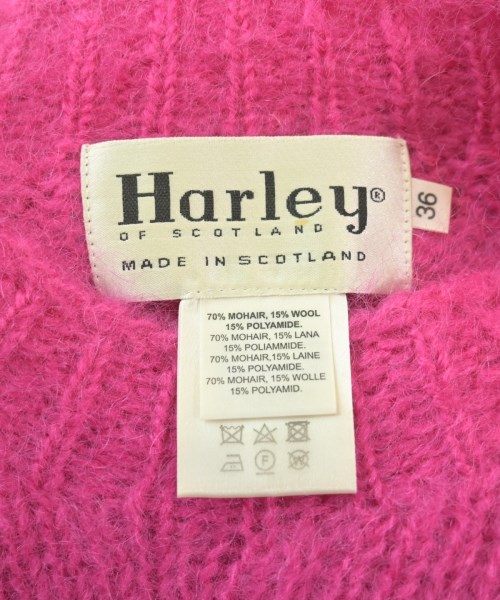 Harley®
OF SCOTLAND
MADE IN SCOTLAND
36
70% MOHAIR, 15% WOOL
15% POLYAMIDE.
70% MOHAIR, 15% LANA
15% POLIAMMIDE.
70% MOHAIR,15% LAINE
15% POLYAMIDE.
70% MOHAIR, 15% WOLLE
15% POLYAMID.
F
W